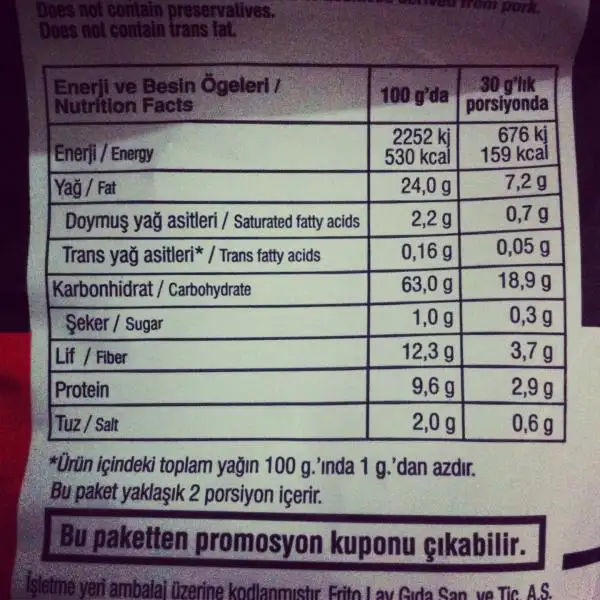 from pork.
Does not contain preservatives.
Does not contain trans fat.
Enerji ve Besin Ögeleri /
Nutrition Facts
100 g'da
30 g'lık
porsiyonda
Enerji / Energy
2252 kj
530 kcal
676 kj
159 kcal
Yağ / Fat 24,0 g 7,2 g
Doymuş yağ asitleri / Saturated fatty acids 2,2 g 0,7 g
Trans yağ asitleri* / Trans fatty acids 0,16 g 0,05 g
Karbonhidrat / Carbohydrate 63,0 g 18,9 g
Şeker / Sugar 1,0 g 0,3 g
Lif / Fiber 12,3 g 3,7 g
Protein 9,6 g 2,9 g
Tuz / Salt 2,0 g 0,6 g
*Ürün içindeki toplam yağın 100 g.'ında 1 g.'dan azdır.
Bu paket yaklaşık 2 porsiyon içerir.
Bu paketten promosyon kuponu çıkabilir.
İşletme yeri ambalaj üzerine kodlanmıştır. Frito Lay Gıda San. ve Tic. A.Ş.